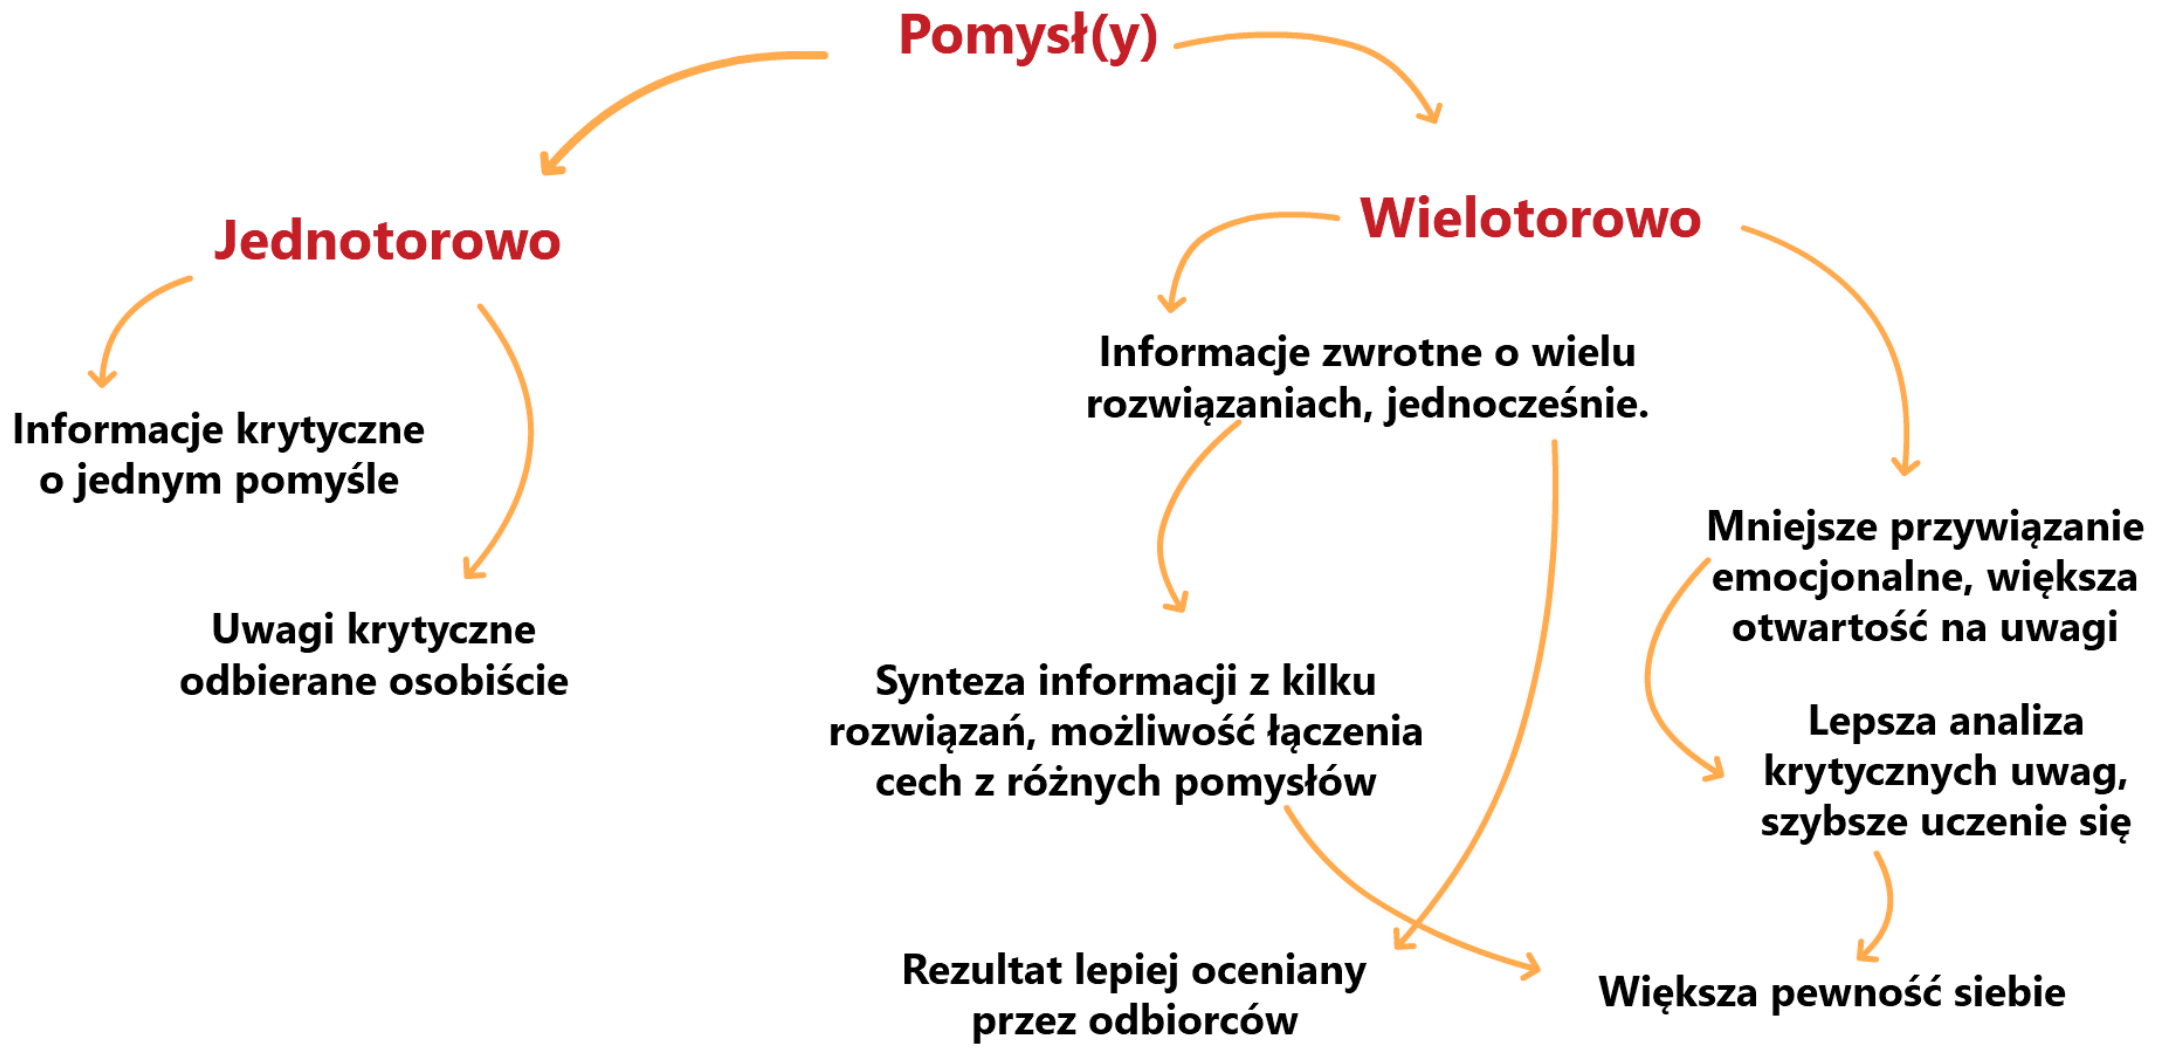 Pomysł(y)
Jednotorowo
Informacje krytyczne
o jednym pomyśle
Uwagi krytyczne
odbierane osobiście
Wielotorowo
Informacje zwrotne o wielu
rozwiązaniach, jednocześnie.
Synteza informacji z kilku
rozwiązań, możliwość łączenia
cech z różnych pomysłów
Rezultat lepiej oceniany
przez odbiorców
Mniejsze przywiązanie
emocjonalne, większa
otwartość na uwagi
Lepsza analiza
krytycznych uwag,
szybsze uczenie się
Większa pewność siebie